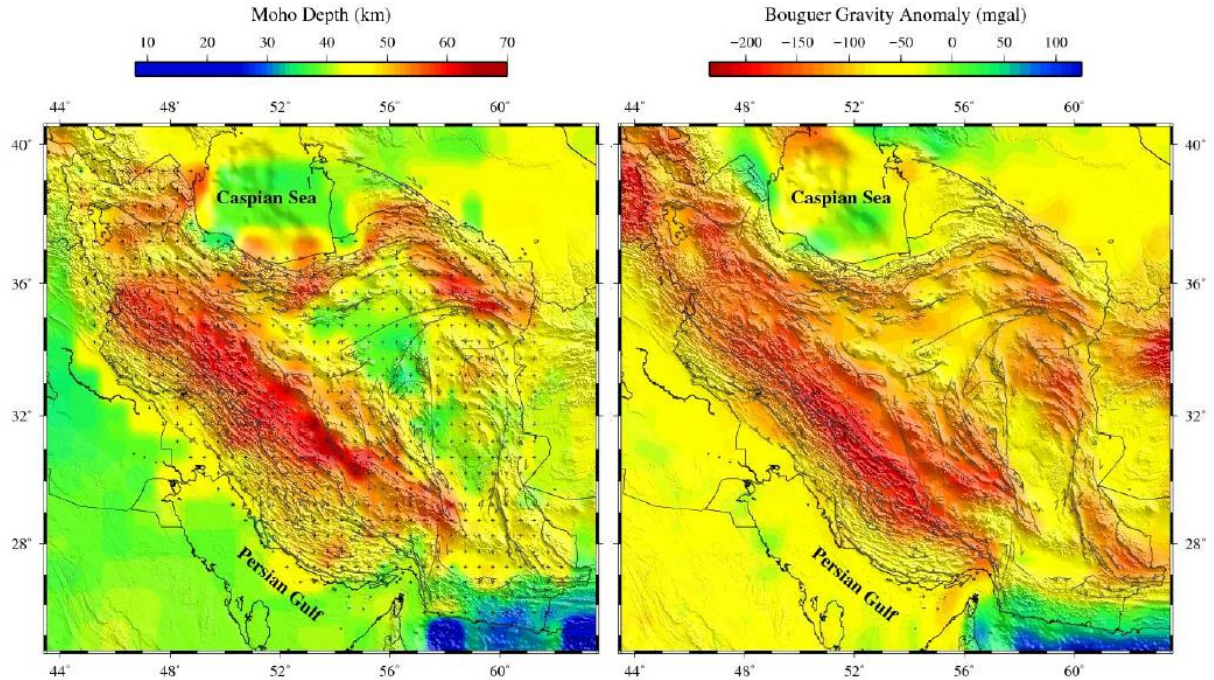 Moho Depth (km)
10 20 30 40 50 60 70
44° 48° 52° 56° 60°
40°
36°
32°
28°
Caspian Sea
Persian Gulf
44° 48° 52° 56° 60°
Bouguer Gravity Anomaly (mgal)
−200 −150 −100 −50 0 50 100
44° 48° 52° 56° 60°
40°
36°
32°
28°
Caspian Sea
Persian Gulf
44° 48° 52° 56° 60°